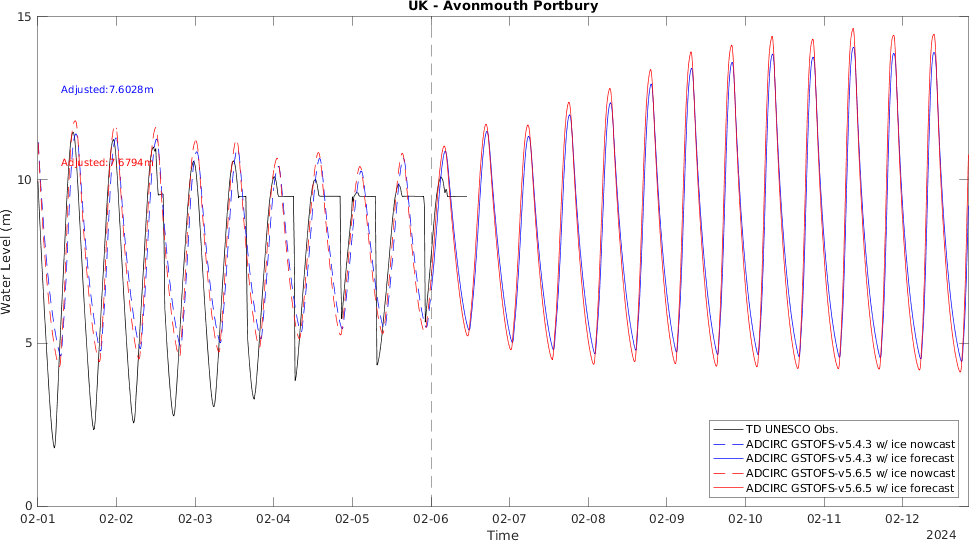 UK - Avonmouth Portbury
15
Adjusted:7.6028m
Adjusted:7.5794m
10
Water Level (m)
5
0
TD UNESCO Obs.
ADCIRC GSTOFS-v5.4.3 w/ ice nowcast
ADCIRC GSTOFS-v5.4.3 w/ ice forecast
ADCIRC GSTOFS-v5.6.5 w/ ice nowcast
ADCIRC GSTOFS-v5.6.5 w/ ice forecast
02-01 02-02 02-03 02-04 02-05 02-06 02-07 02-08 02-09 02-10 02-11 02-12
Time
2024